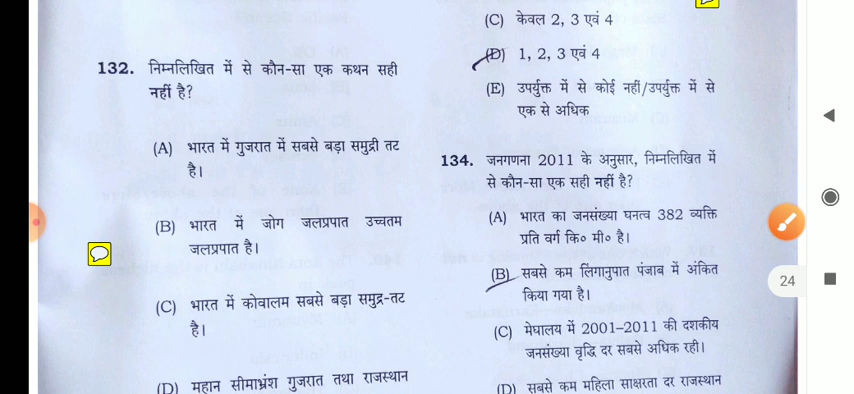 132. निम्नलिखित में से कौन-सा एक कथन सही
नहीं है?
(A) भारत में गुजरात में सबसे बड़ा समुद्री तट
है।
(B) भारत में जोग जलप्रपात उच्चतम
जलप्रपात है।
(C) भारत में कोवालम सबसे बड़ा समुद्र-तट
है।
(D) महान सीमाभ्रंश गुजरात तथा राजस्थान
(C) केवल 2, 3 एवं 4
(D) 1, 2, 3 एवं 4
(E) उपर्युक्त में से कोई नहीं/उपर्युक्त में से
एक से अधिक
134. जनगणना 2011 के अनुसार, निम्नलिखित में
से कौन-सा एक सही नहीं है?
(A) भारत का जनसंख्या घनत्व 382 व्यक्ति
प्रति वर्ग कि० मी० है।
(B) सबसे कम लिंगानुपात पंजाब में अंकित
किया गया है।
(C) मेघालय में 2001–2011 की दशकीय
जनसंख्या वृद्धि दर सबसे अधिक रही।
(D) सबसे कम महिला साक्षरता दर राजस्थान
24